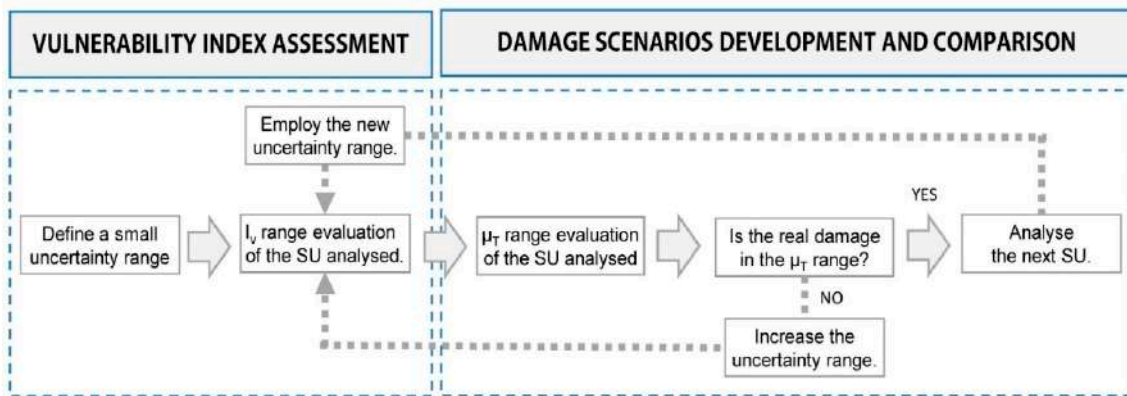 VULNERABILITY INDEX ASSESSMENT
DAMAGE SCENARIOS DEVELOPMENT AND COMPARISON
Employ the new
uncertainty range.
Define a small
uncertainty range
Iᵥ range evaluation
of the SU analysed.
μT range evaluation
of the SU analysed
Is the real damage
in the μT range?
YES
Analyse
the next SU.
NO
Increase the
uncertainty range.